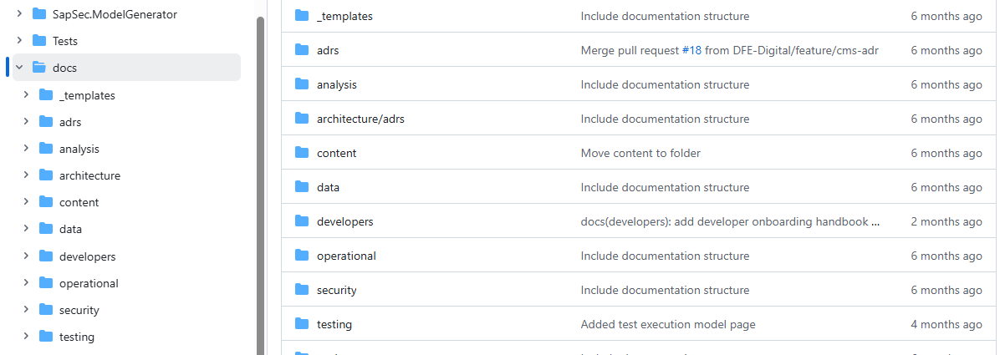 SapSec.ModelGenerator
Tests
docs
_templates
adrs
analysis
architecture
content
data
developers
operational
security
testing
_templates Include documentation structure 6 months ago
adrs Merge pull request #18 from DFE-Digital/feature/cms-adr 6 months ago
analysis Include documentation structure 6 months ago
architecture/adrs Include documentation structure 6 months ago
content Move content to folder 6 months ago
data Include documentation structure 6 months ago
developers docs(developers): add developer onboarding handbook ... 2 months ago
operational Include documentation structure 6 months ago
security Include documentation structure 6 months ago
testing Added test execution model page 4 months ago